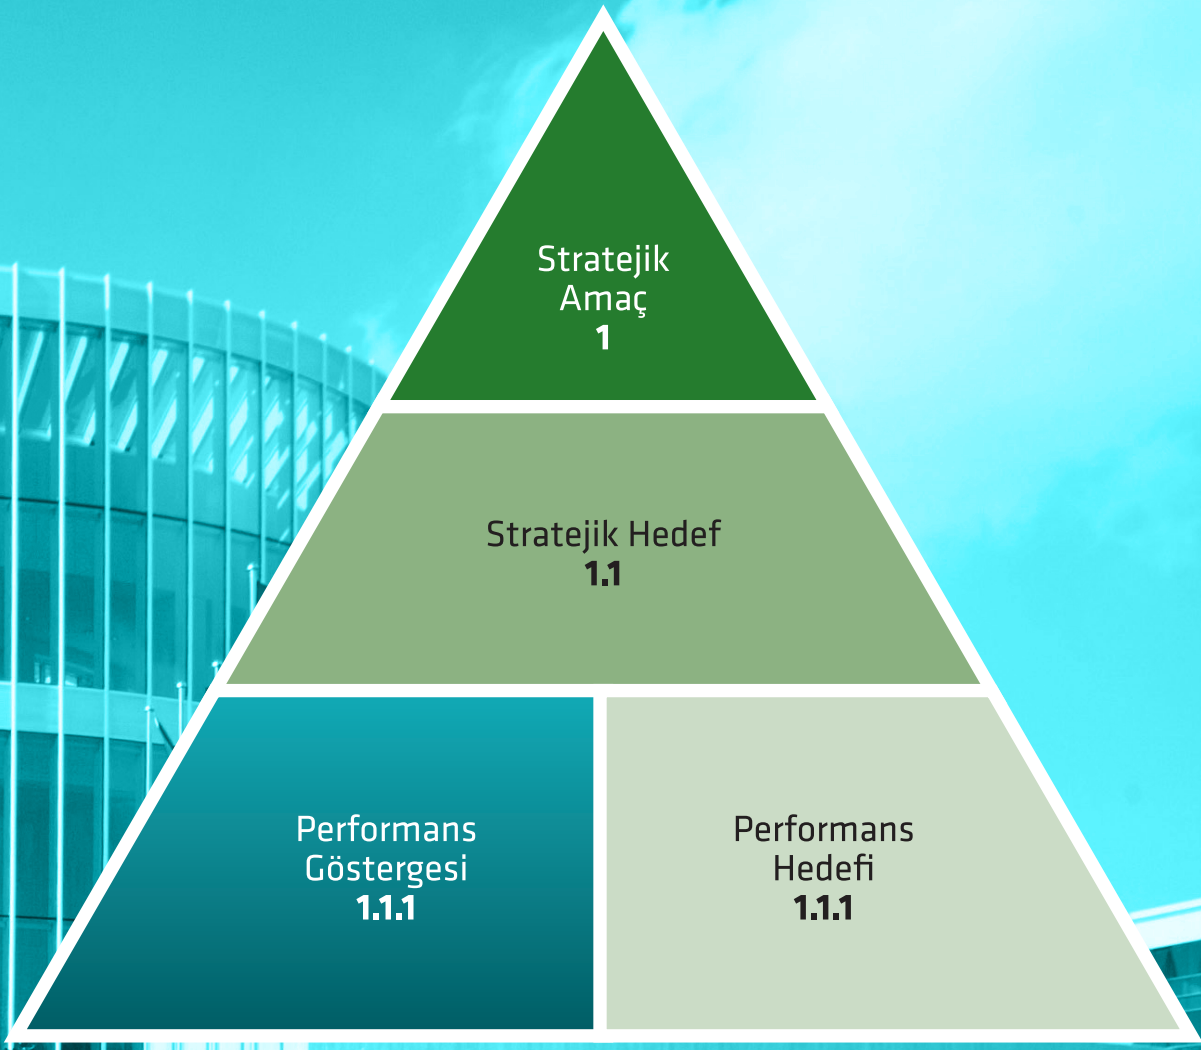 Stratejik
Amaç
1
Stratejik Hedef
1.1
Performans
Göstergesi
1.1.1
Performans
Hedefi
1.1.1